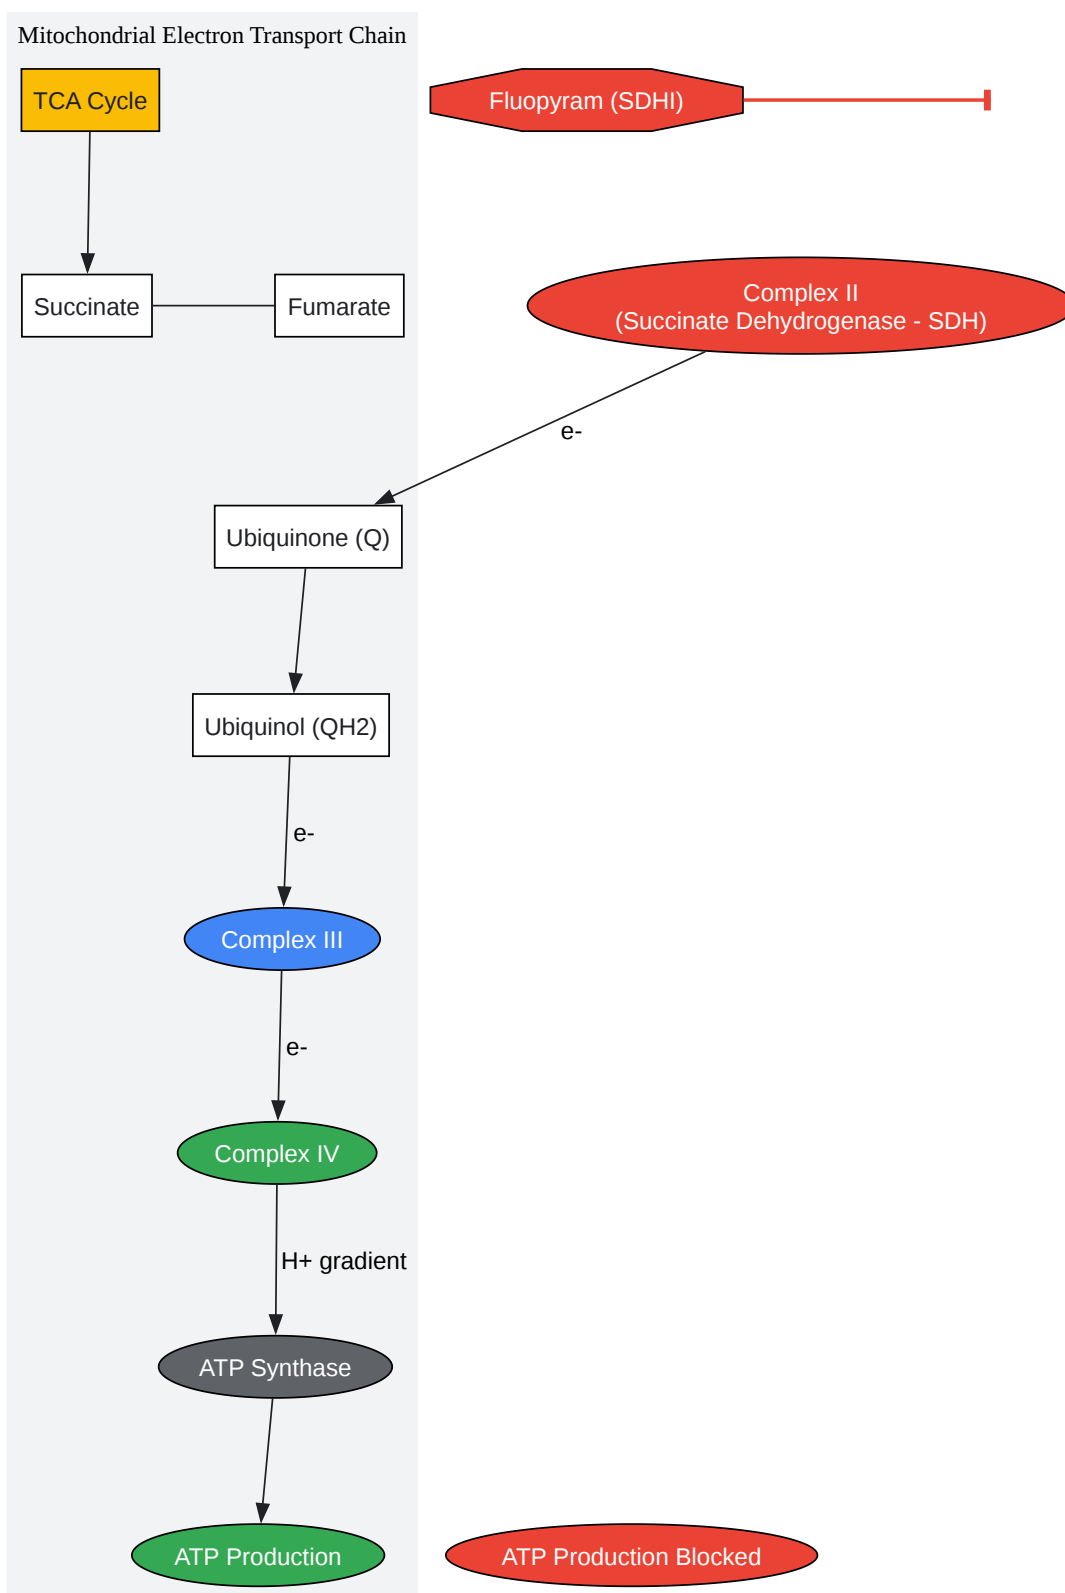 Mitochondrial Electron Transport Chain
TCA Cycle
Fluopyram (SDHI)
Succinate
Fumarate
Complex II
(Succinate Dehydrogenase - SDH)
e-
Ubiquinone (Q)
Ubiquinol (QH2)
e-
Complex III
e-
Complex IV
H+ gradient
ATP Synthase
ATP Production
ATP Production Blocked